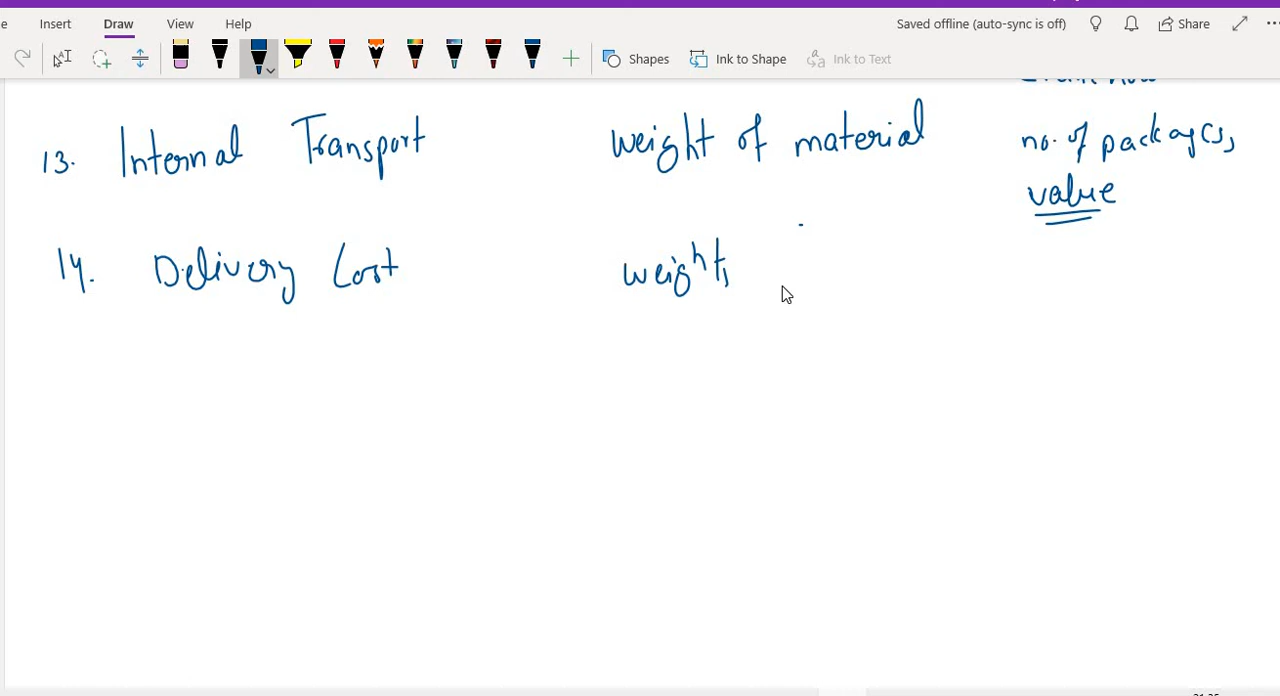 Insert Draw View Help Saved offline (auto-sync is off) Share
Shapes Ink to Shape Ink to Text
13. Internal Transport weight of material no. of packages,
value
14. Delivery Cost weight,